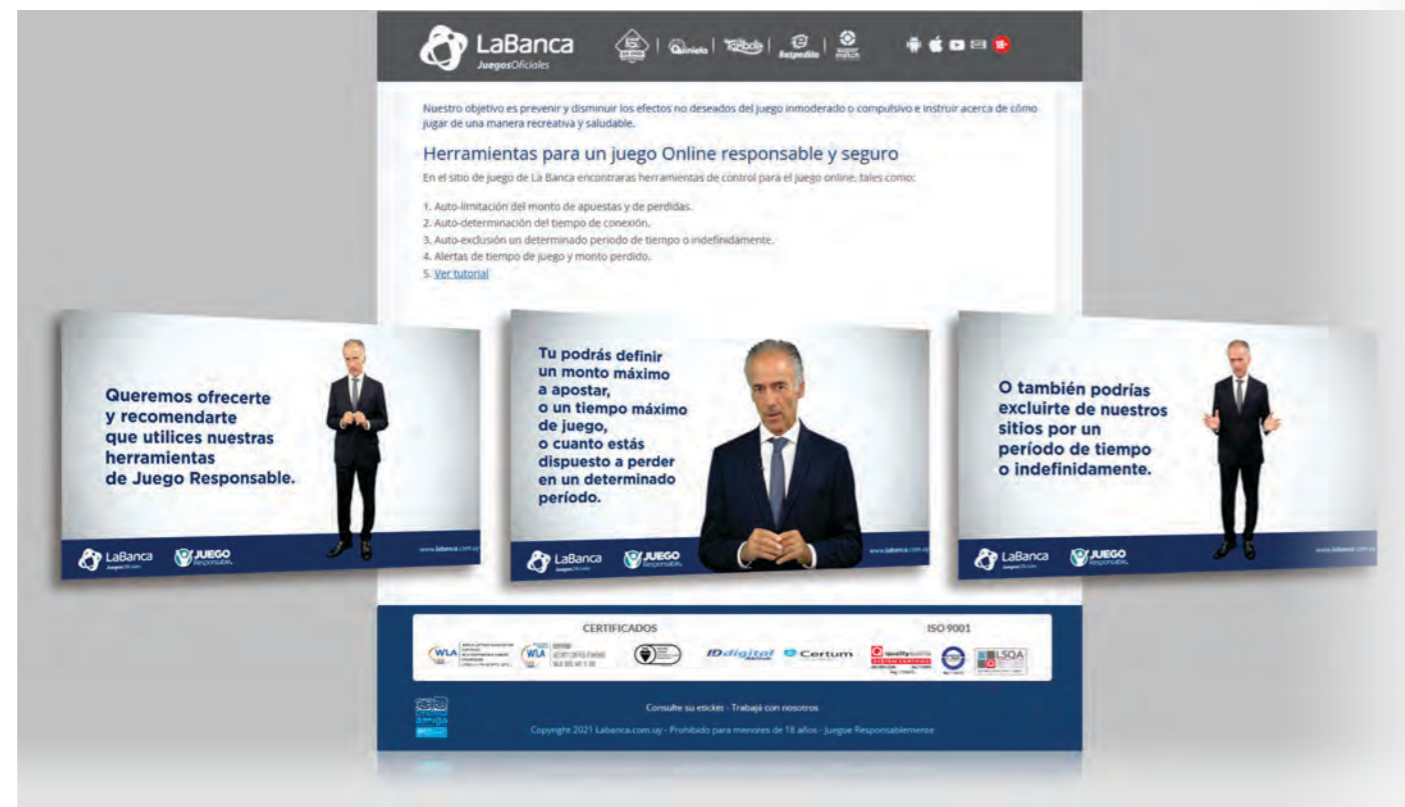 LaBanca
JuegosOficiales
Quiniela
Tómbola
Betpedila
18+
Nuestro objetivo es prevenir y disminuir los efectos no deseados del juego inmoderado o compulsivo e instruir acerca de cómo
jugar de una manera recreativa y saludable.
Herramientas para un juego Online responsable y seguro
En el sitio de juego de La Banca encontraras herramientas de control para el juego online, tales como:
1. Auto-limitación del monto de apuestas y de perdidas.
2. Auto-determinación del tiempo de conexión.
3. Auto-exclusión un determinado periodo de tiempo o indefinidamente.
4. Alertas de tiempo de juego y monto perdido.
5. Ver tutorial
Queremos ofrecerte
y recomendarte
que utilices nuestras
herramientas
de Juego Responsable.
LaBanca
JuegosOficiales
JUEGO
Responsable.
www.labanca.com.uy
Tu podrás definir
un monto máximo
a apostar,
o un tiempo máximo
de juego,
o cuanto estás
dispuesto a perder
en un determinado
período.
LaBanca
JuegosOficiales
JUEGO
Responsable.
www.labanca.com.uy
O también podrías
excluirte de nuestros
sitios por un
período de tiempo
o indefinidamente.
LaBanca
JuegosOficiales
JUEGO
Responsable.
www.labanca.com.uy
CERTIFICADOS
ISO 9001
WLA
WLA
IDdigital
Certum
SYSTEM CERTIFIED
LSQA
Consulte su eticket - Trabajá con nosotros
Copyright 2021 Labanca.com.uy - Prohibido para menores de 18 años - Juegue Responsablemente